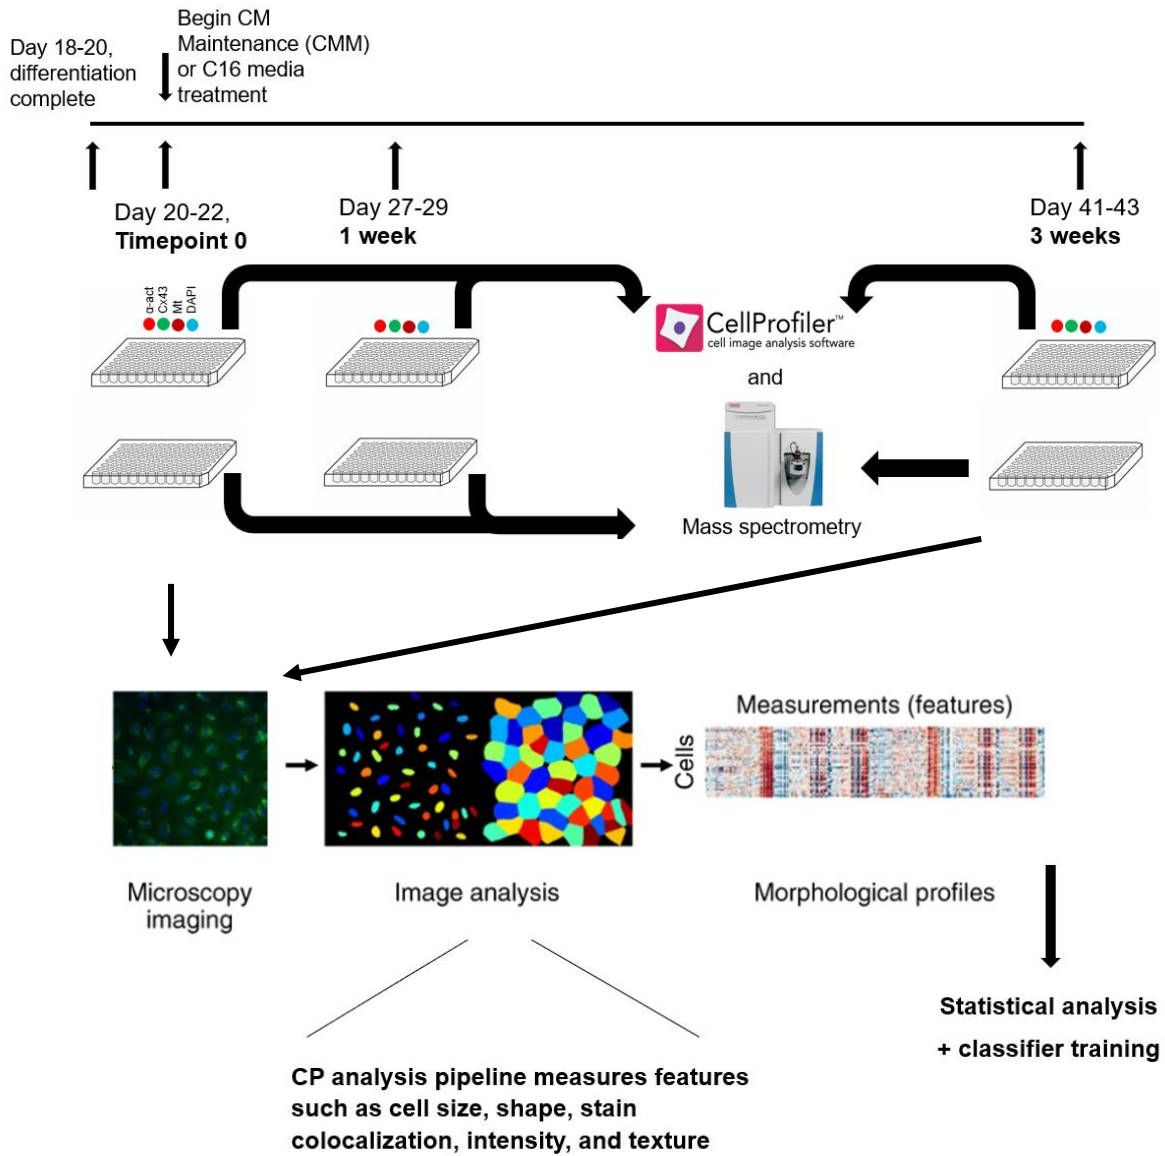 Day 18-20,
differentiation
complete
Begin CM
Maintenance (CMM)
or C16 media
treatment
Day 20-22,
Timepoint 0
Day 27-29
1 week
Day 41-43
3 weeks
α-act
Cx43
Mt
DAPI
CellProfiler™
cell image analysis software
and
Mass spectrometry
Measurements (features)
Cells
Microscopy
imaging
Image analysis
Morphological profiles
Statistical analysis
+ classifier training
CP analysis pipeline measures features
such as cell size, shape, stain
colocalization, intensity, and texture